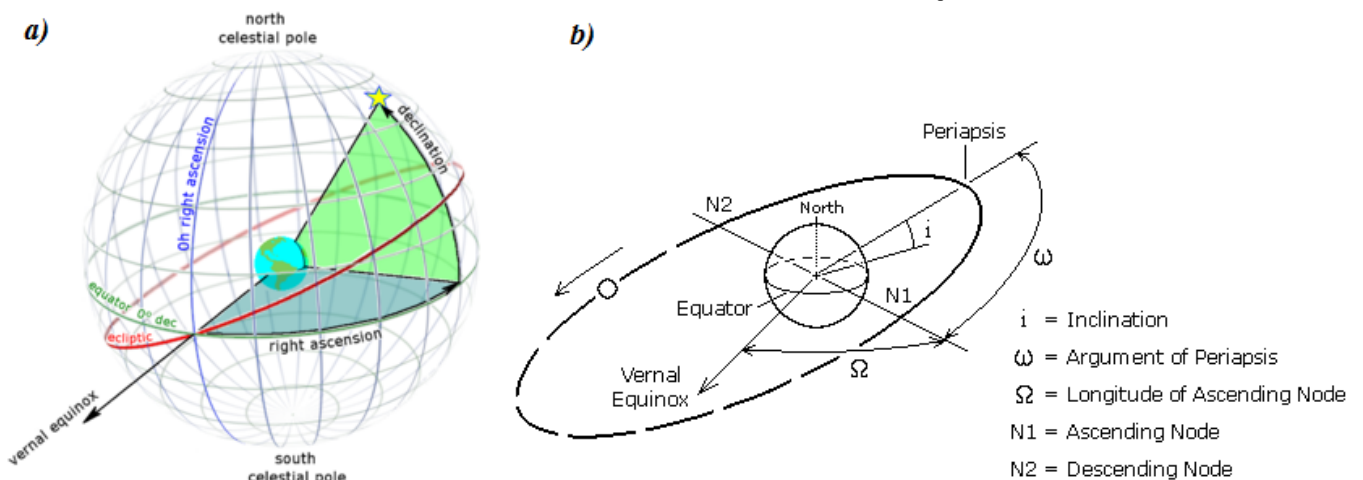 a)
north
celestial pole
declination
0h right ascension
equator 0° dec
ecliptic
right ascension
vernal equinox
south
celestial pole
b)
Periapsis
N2
North
i
ω
Equator
N1
Vernal
Equinox
Ω
i = Inclination
ω = Argument of Periapsis
Ω = Longitude of Ascending Node
N1 = Ascending Node
N2 = Descending Node